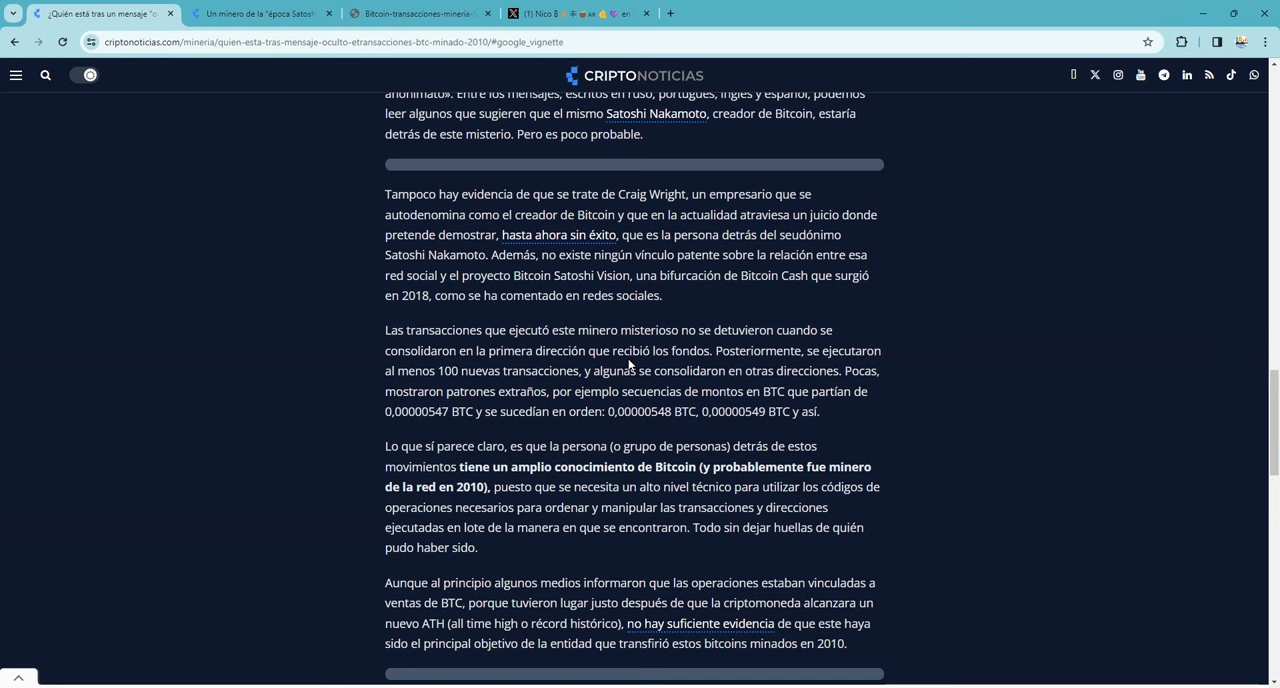 ¿Quién está tras un mensaje "o
Un minero de la "época Satosh
Bitcoin-transacciones-mineria-S
(1) Nico
en
criptonoticias.com/mineria/quien-esta-tras-mensaje-oculto-etransacciones-btc-minado-2010/#google_vignette
CRIPTONOTICIAS
anonimato». Entre los mensajes, escritos en ruso, portugués, inglés y español, podemos
leer algunos que sugieren que el mismo Satoshi Nakamoto, creador de Bitcoin, estaría
detrás de este misterio. Pero es poco probable.
Tampoco hay evidencia de que se trate de Craig Wright, un empresario que se
autodenomina como el creador de Bitcoin y que en la actualidad atraviesa un juicio donde
pretende demostrar, hasta ahora sin éxito, que es la persona detrás del seudónimo
Satoshi Nakamoto. Además, no existe ningún vínculo patente sobre la relación entre esa
red social y el proyecto Bitcoin Satoshi Vision, una bifurcación de Bitcoin Cash que surgió
en 2018, como se ha comentado en redes sociales.
Las transacciones que ejecutó este minero misterioso no se detuvieron cuando se
consolidaron en la primera dirección que recibió los fondos. Posteriormente, se ejecutaron
al menos 100 nuevas transacciones, y algunas se consolidaron en otras direcciones. Pocas,
mostraron patrones extraños, por ejemplo secuencias de montos en BTC que partían de
0,00000547 BTC y se sucedían en orden: 0,00000548 BTC, 0,00000549 BTC y así.
Lo que sí parece claro, es que la persona (o grupo de personas) detrás de estos
movimientos tiene un amplio conocimiento de Bitcoin (y probablemente fue minero
de la red en 2010), puesto que se necesita un alto nivel técnico para utilizar los códigos de
operaciones necesarios para ordenar y manipular las transacciones y direcciones
ejecutadas en lote de la manera en que se encontraron. Todo sin dejar huellas de quién
pudo haber sido.
Aunque al principio algunos medios informaron que las operaciones estaban vinculadas a
ventas de BTC, porque tuvieron lugar justo después de que la criptomoneda alcanzara un
nuevo ATH (all time high o récord histórico), no hay suficiente evidencia de que este haya
sido el principal objetivo de la entidad que transfirió estos bitcoins minados en 2010.